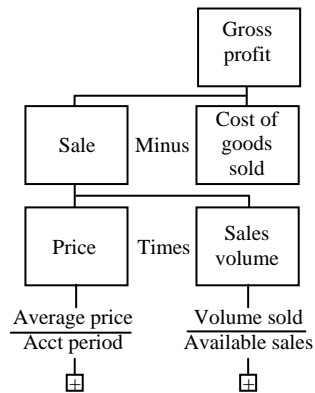 Gross
profit
Sale
Minus
Cost of
goods
sold
Price
Times
Sales
volume
Average price
Acct period
Volume sold
Available sales
+
+